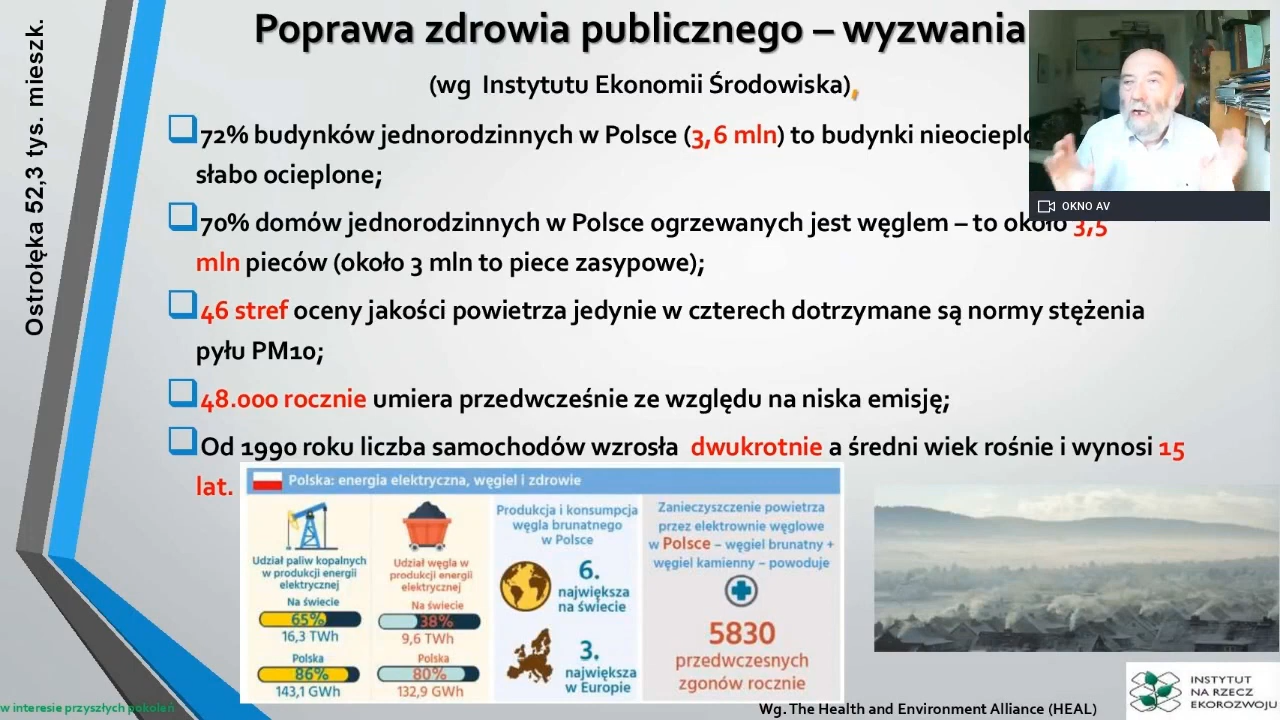 Poprawa zdrowia publicznego – wyzwania
(wg Instytutu Ekonomii Środowiska),
72% budynków jednorodzinnych w Polsce (3,6 mln) to budynki
słabo ocieplone;
70% domów jednorodzinnych w Polsce ogrzewanych jest węglem – to około 3,5
mln pieców (około 3 mln to piece zasypowe);
46 stref oceny jakości powietrza jedynie w czterech dotrzymane są normy stężenia
pyłu PM10;
48.000 rocznie umiera przedwcześnie ze względu na niska emisję;
Od 1990 roku liczba samochodów wzrosła dwukrotnie a średni wiek rośnie i wynosi 15
lat.
OKNO AV
Ostrołęka 52,3 tys. mieszk.
Polska: energia elektryczna, węgiel i zdrowie
Udział paliw kopalnych
w produkcji energii
elektrycznej
Na świecie
65%
16,3 TWh
Polska
86%
143,1 GWh
Udział węgla w
produkcji energii
elektrycznej
Na świecie
38%
9,6 TWh
Polska
80%
132,9 GWh
Produkcja i konsumpcja
węgla brunatnego
w Polsce
6.
największa
na świecie
3.
największa
w Europie
Zanieczyszczenie powietrza
przez elektrownie węglowe
w Polsce – węgiel brunatny +
węgiel kamienny – powoduje
5830
przedwczesnych
zgonów rocznie
w interesie przyszłych pokoleń
Wg. The Health and Environment Alliance (HEAL)
INSTYTUT
NA RZECZ
EKOROZWOJU